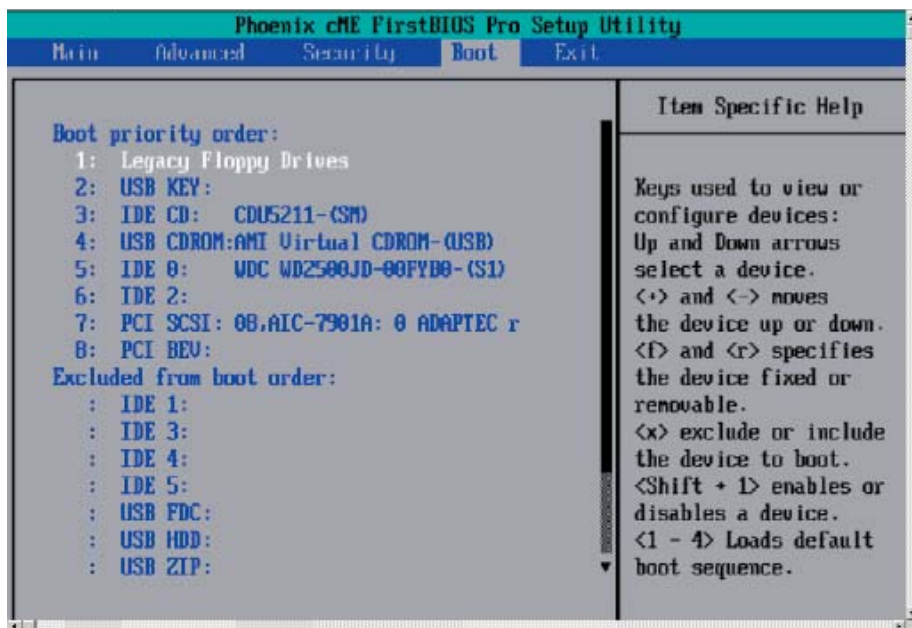 Phoenix cME FirstBIOS Pro Setup Utility
Main Advanced Security Boot Exit
Boot priority order:
1: Legacy Floppy Drives
2: USB KEY:
3: IDE CD: CDU5211-(SM)
4: USB CDROM:AMI Virtual CDROM-(USB)
5: IDE 0: WDC WD2500JD-00FYB0-(S1)
6: IDE 2:
7: PCI SCSI: 0B,AIC-7901A: 0 ADAPTEC r
8: PCI BEV:
Excluded from boot order:
: IDE 1:
: IDE 3:
: IDE 4:
: IDE 5:
: USB FDC:
: USB HDD:
: USB ZIP:
Item Specific Help
Keys used to view or
configure devices:
Up and Down arrows
select a device.
<+> and <-> moves
the device up or down.
<f> and <r> specifies
the device fixed or
removable.
<x> exclude or include
the device to boot.
<Shift + 1> enables or
disables a device.
<1 - 4> Loads default
boot sequence.